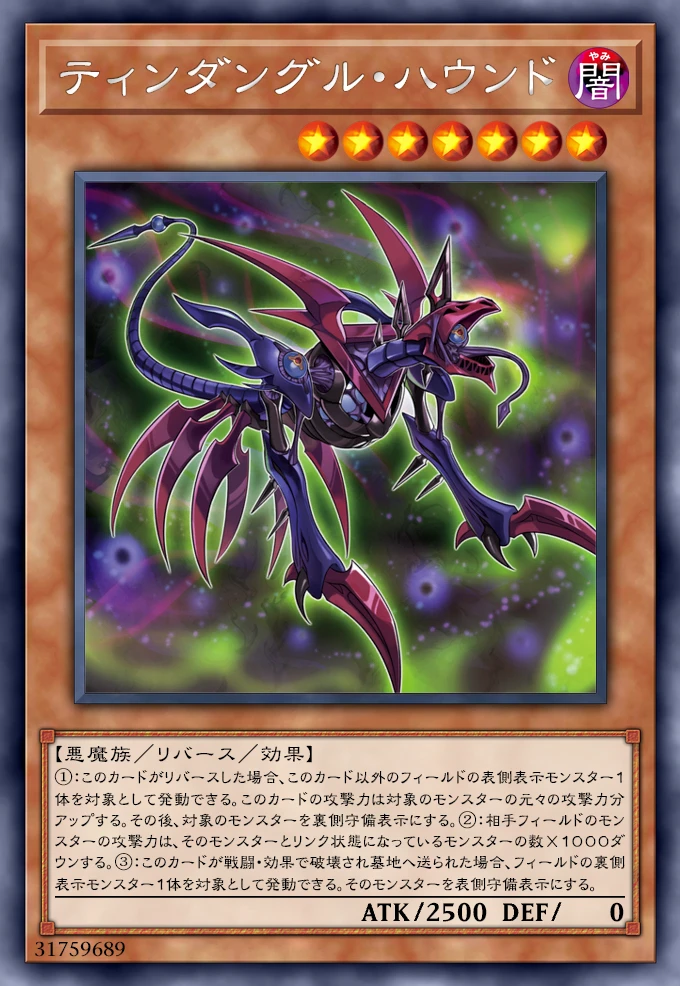 ティンダングル・ハウンド
やみ
闇
【悪魔族／リバース／効果】
①：このカードがリバースした場合、このカード以外のフィールドの表側表示モンスター1
体を対象として発動できる。このカードの攻撃力は対象のモンスターの元々の攻撃力分
アップする。その後、対象のモンスターを裏側守備表示にする。②：相手フィールドのモン
スターの攻撃力は、そのモンスターとリンク状態になっているモンスターの数×1000ダ
ウンする。③：このカードが戦闘・効果で破壊され墓地へ送られた場合、フィールドの裏側
表示モンスター1体を対象として発動できる。そのモンスターを表側守備表示にする。
ATK/2500 DEF/ 0
31759689